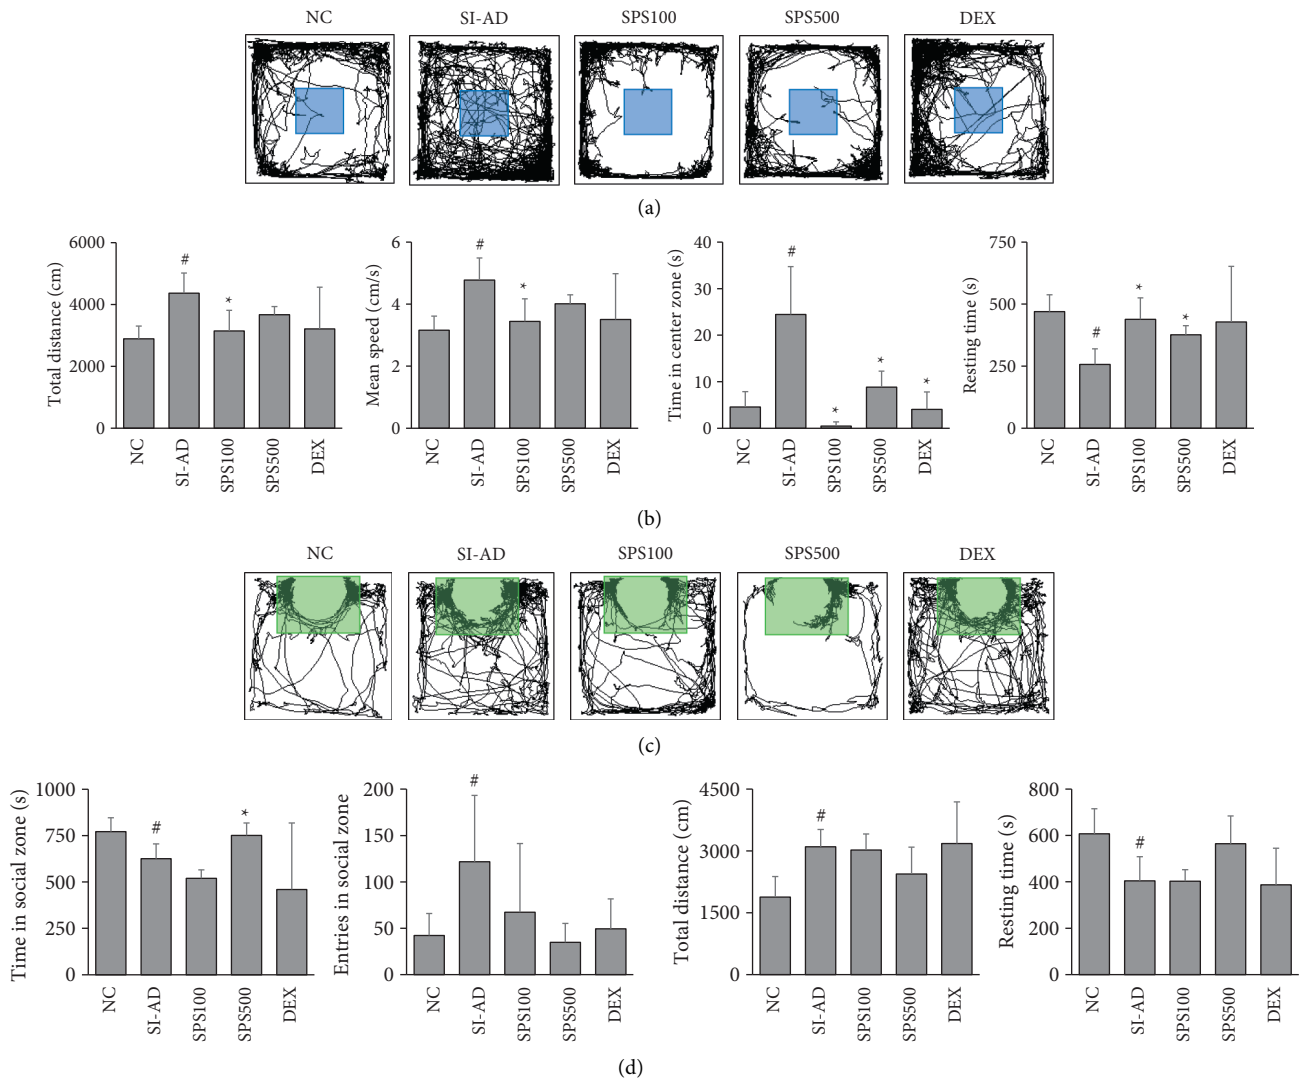 NC SI-AD SPS100 SPS500 DEX
(a)
Total distance (cm)
6000
4000
2000
0
#
*
NC SI-AD SPS100 SPS500 DEX
Mean speed (cm/s)
6
4
2
0
#
*
NC SI-AD SPS100 SPS500 DEX
Time in center zone (s)
40
30
20
10
0
#
*
*
*
NC SI-AD SPS100 SPS500 DEX
Resting time (s)
750
500
250
0
#
*
*
NC SI-AD SPS100 SPS500 DEX
(b)
NC SI-AD SPS100 SPS500 DEX
(c)
Time in social zone (s)
1000
750
500
250
0
#
*
NC SI-AD SPS100 SPS500 DEX
Entries in social zone
200
150
100
50
0
#
NC SI-AD SPS100 SPS500 DEX
Total distance (cm)
4500
3000
1500
0
#
NC SI-AD SPS100 SPS500 DEX
Resting time (s)
800
600
400
200
0
#
NC SI-AD SPS100 SPS500 DEX
(d)